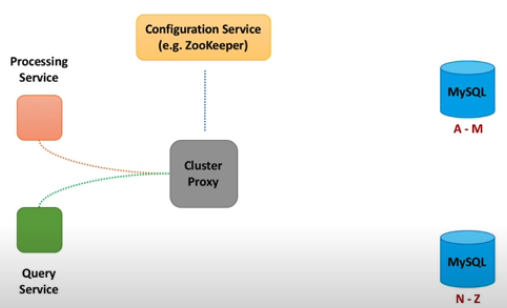 Configuration Service
(e.g. ZooKeeper)
Processing
Service
MySQL
A - M
Cluster
Proxy
MySQL
N - Z
Query
Service